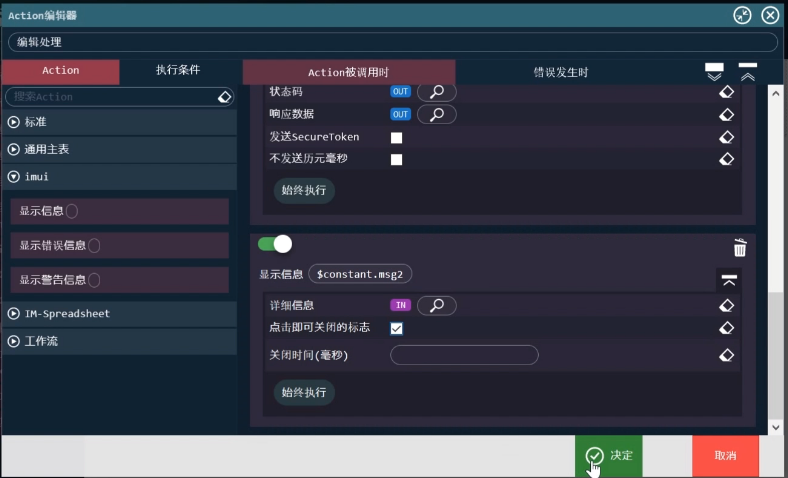 Action编辑器
编辑处理
Action
执行条件
Action被调用时
错误发生时
搜索Action
标准
通用主表
imui
显示信息
显示错误信息
显示警告信息
IM-Spreadsheet
工作流
状态码 OUT
响应数据 OUT
发送SecureToken
不发送历元毫秒
始终执行
显示信息 $constant.msg2
详细信息 IN
点击即可关闭的标志
关闭时间(毫秒)
始终执行
决定
取消